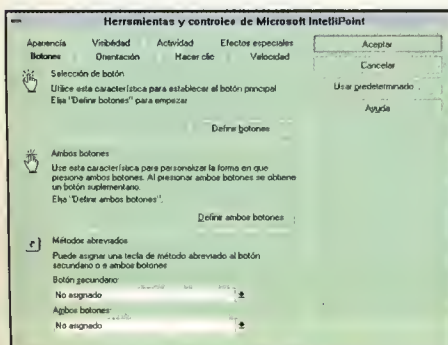 Herramientas y controles de Microsoft IntelliPoint
Apariencia Visibilidad Actividad Efectos especiales
Botones Orientación Hacer clic Velocidad
Aceptar
Cancelar
Usar predeterminado
Ayuda
Selección de botón
Utilice esta característica para establecer el botón principal
Elija "Definir botones" para empezar
Definir botones
Ambos botones
Use esta característica para personalizar la forma en que
presiona ambos botones. Al presionar ambos botones se obtiene
un botón suplementario.
Elija "Definir ambos botones".
Definir ambos botones
Métodos abreviados
Puede asignar una tecla de método abreviado al botón
secundario o a ambos botones
Botón secundario:
No asignado
Ambos botones:
No asignado